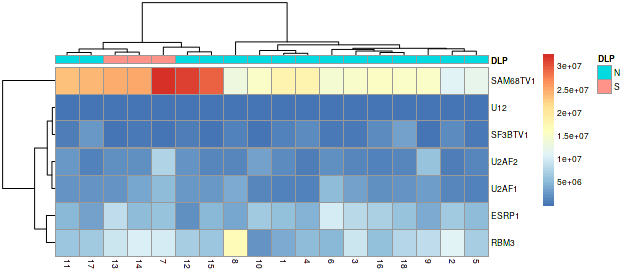 DLP
SAM68TV1
U12
SF3BTV1
U2AF2
U2AF1
ESRP1
RBM3
11 17 13 14 7 12 15 8 10 1 4 6 3 16 18 9 2 5
3e+07
2.5e+07
2e+07
1.5e+07
1e+07
5e+06
DLP
N
S